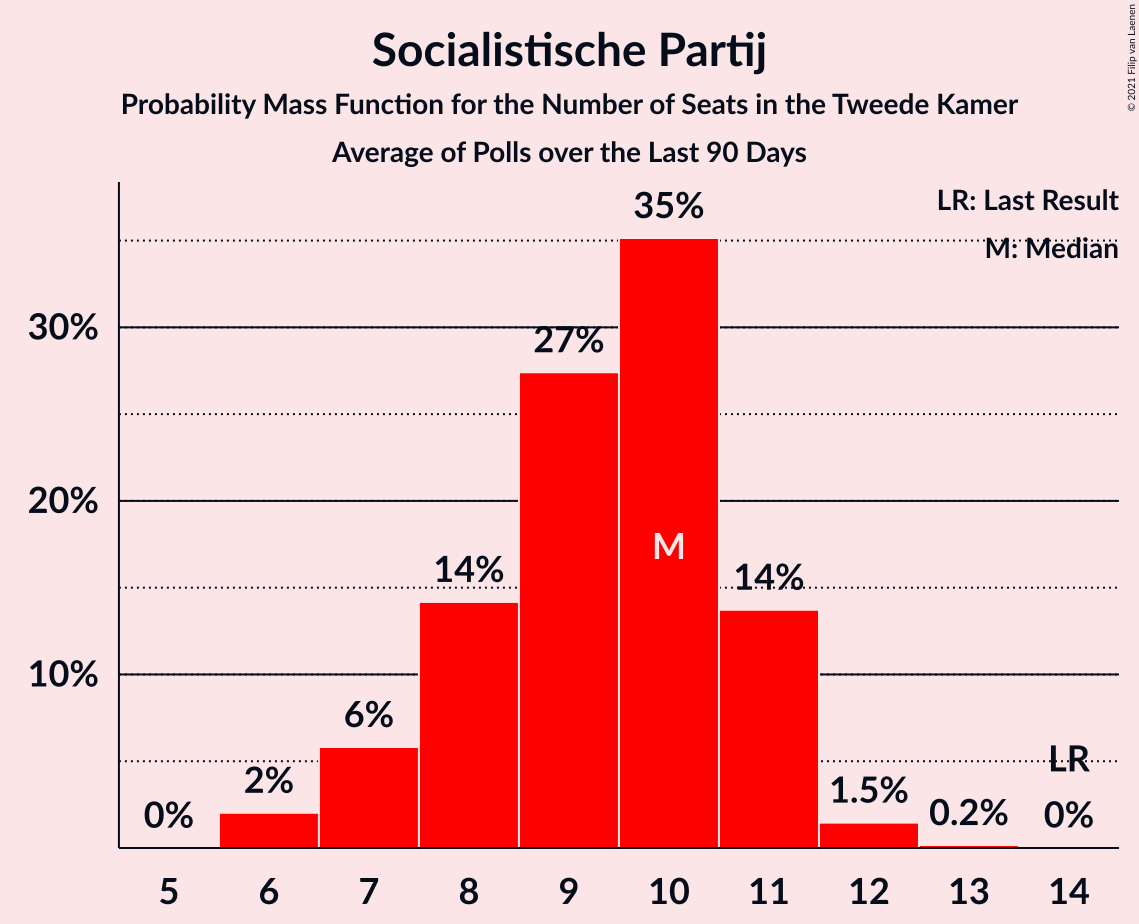 Socialistische Partij
Probability Mass Function for the Number of Seats in the Tweede Kamer
Average of Polls over the Last 90 Days
© 2021 Filip van Laenen
LR: Last Result
M: Median
35%
30%
27%
20%
M
14%
14%
10%
6%
LR
2%
1.5%
0%
0.2%
0%
5 6 7 8 9 10 11 12 13 14